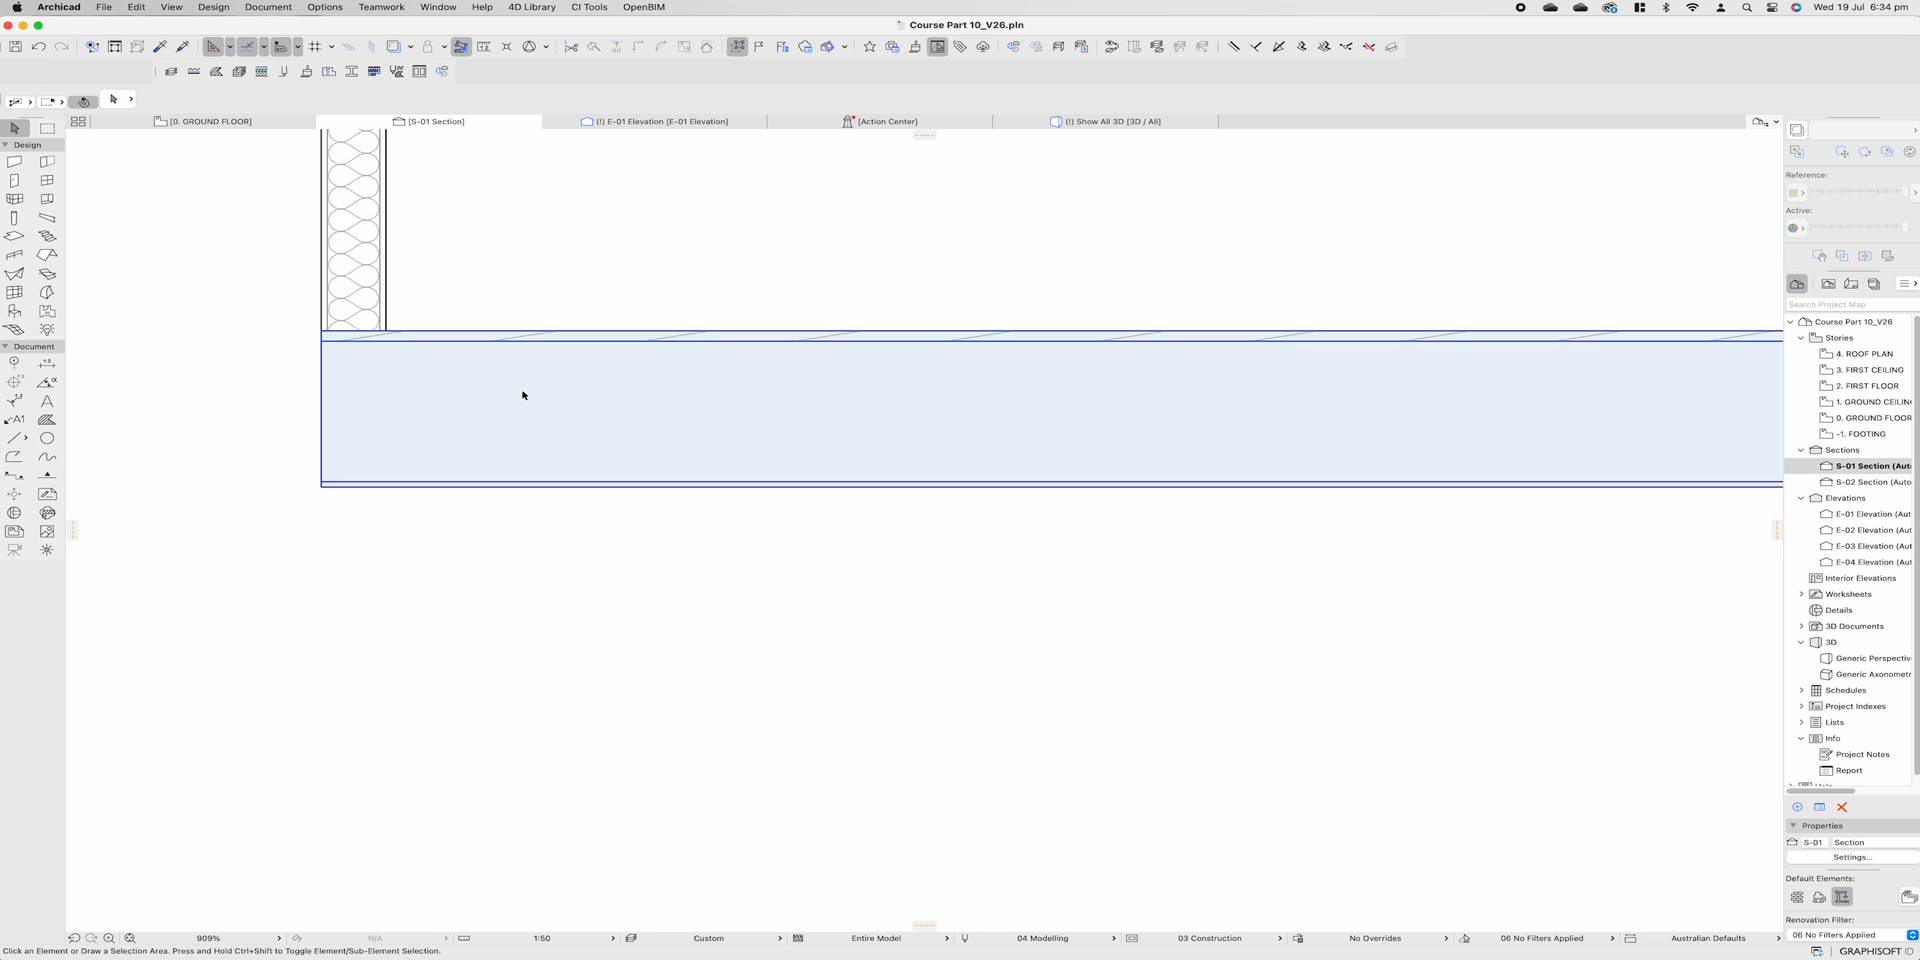 Archicad File Edit View Design Document Options Teamwork Window Help 4D Library CI Tools OpenBIM
Wed 19 Jul 6:34 pm
Course Part 10_V26.pln
[0. GROUND FLOOR]
[S-01 Section]
(!) E-01 Elevation [E-01 Elevation]
[Action Center]
(!) Show All 3D [3D / All]
Design
Document
Reference:
Active:
Search Project Map
Course Part 10_V26
Stories
4. ROOF PLAN
3. FIRST CEILING
2. FIRST FLOOR
1. GROUND CEILIN
0. GROUND FLOOR
-1. FOOTING
Sections
S-01 Section (Aut
S-02 Section (Auto
Elevations
E-01 Elevation (Aut
E-02 Elevation (Aut
E-03 Elevation (Aut
E-04 Elevation (Aut
Interior Elevations
Worksheets
Details
3D Documents
3D
Generic Perspectiv
Generic Axonometr
Schedules
Project Indexes
Lists
Info
Project Notes
Report
Properties
S-01 Section
Settings...
Default Elements:
Renovation Filter:
06 No Filters Applied
909%
N/A
1:50
Custom
Entire Model
04 Modelling
03 Construction
No Overrides
06 No Filters Applied
Australian Defaults
Click an Element or Draw a Selection Area. Press and Hold Ctrl+Shift to Toggle Element/Sub-Element Selection.
GRAPHISOFT ID